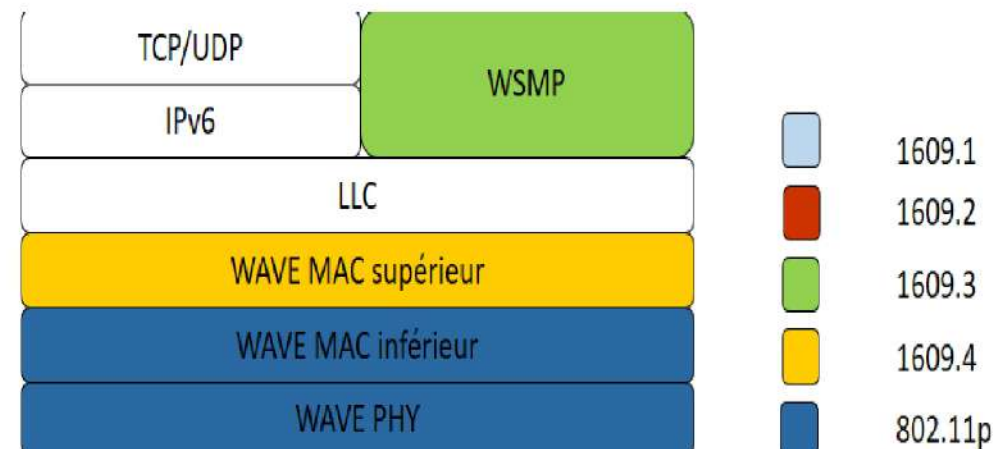 TCP/UDP
WSMP
IPv6
LLC
WAVE MAC supérieur
WAVE MAC inférieur
WAVE PHY
1609.1
1609.2
1609.3
1609.4
802.11p